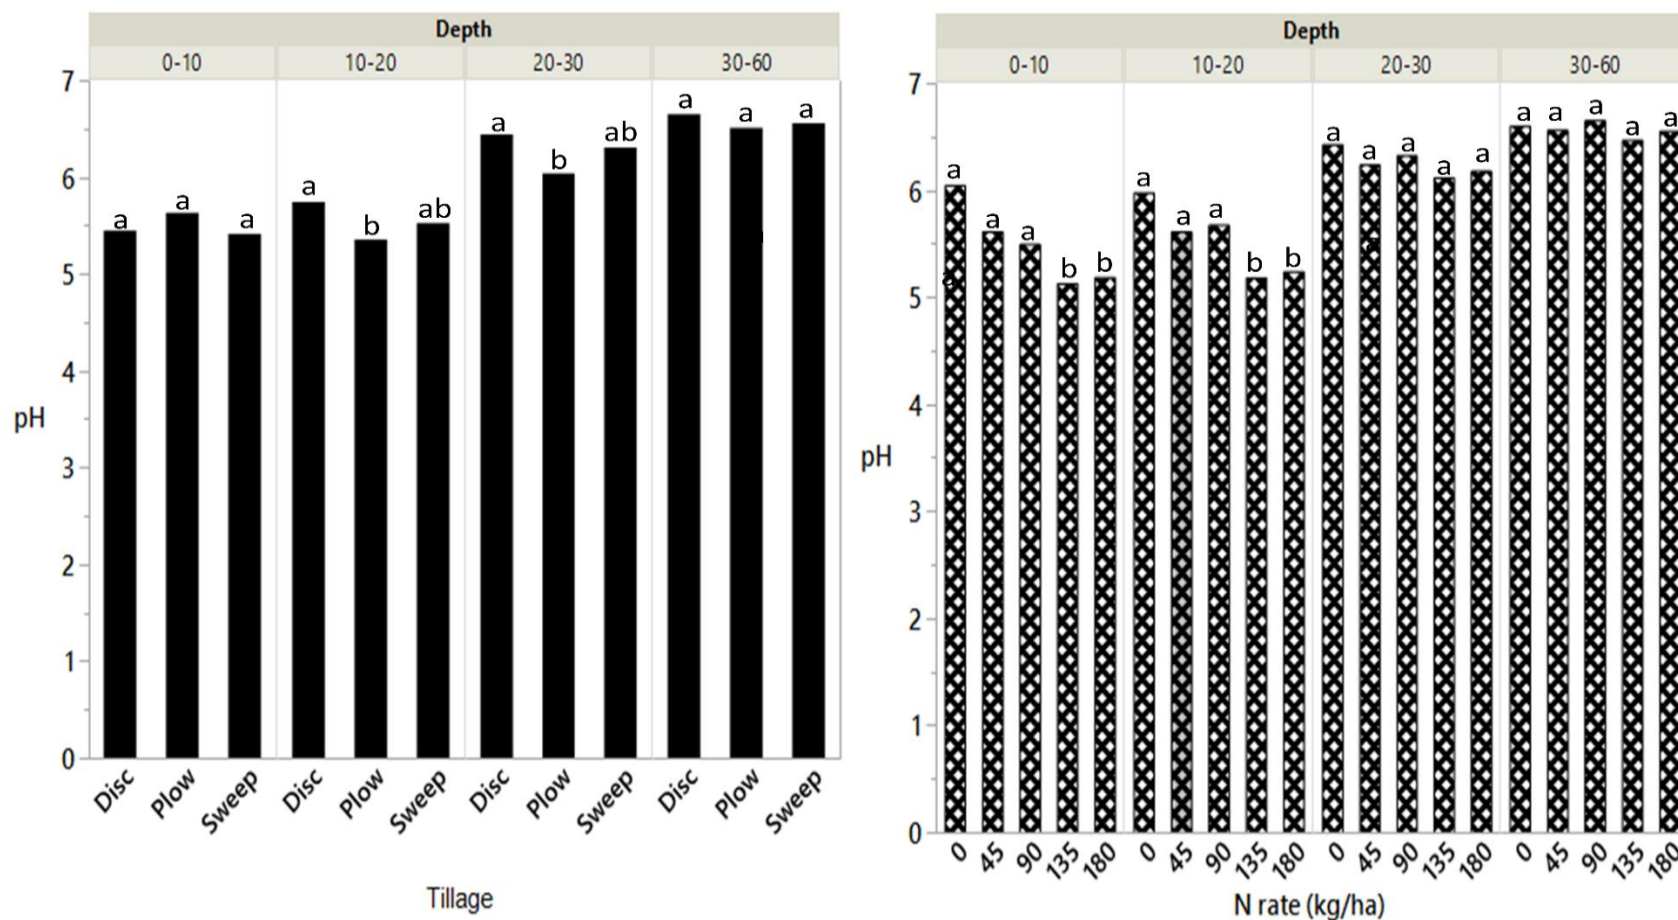 Depth
0-10 10-20 20-30 30-60
7
6
5
4
3
2
1
0
pH
a a a a b ab a b ab a a a
Disc Plow Sweep Disc Plow Sweep Disc Plow Sweep Disc Plow Sweep
Tillage
Depth
0-10 10-20 20-30 30-60
7
6
5
4
3
2
1
0
pH
a a a b b a a a b b a a a a a a a a a a
a
a
0 45 90 135 180 0 45 90 135 180 0 45 90 135 180 0 45 90 135 180
N rate (kg/ha)